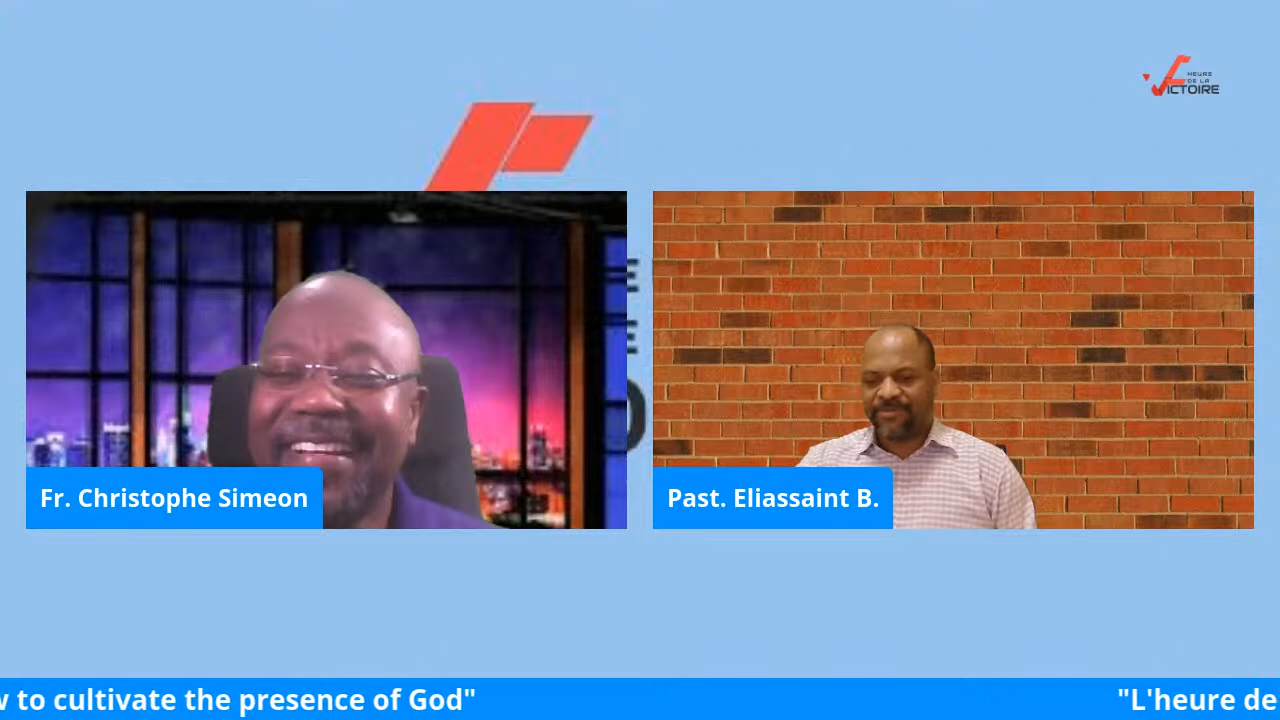 HEURE
DE LA
VICTOIRE
Fr. Christophe Simeon
Past. Eliassaint B.
to cultivate the presence of God"
"L'heure de